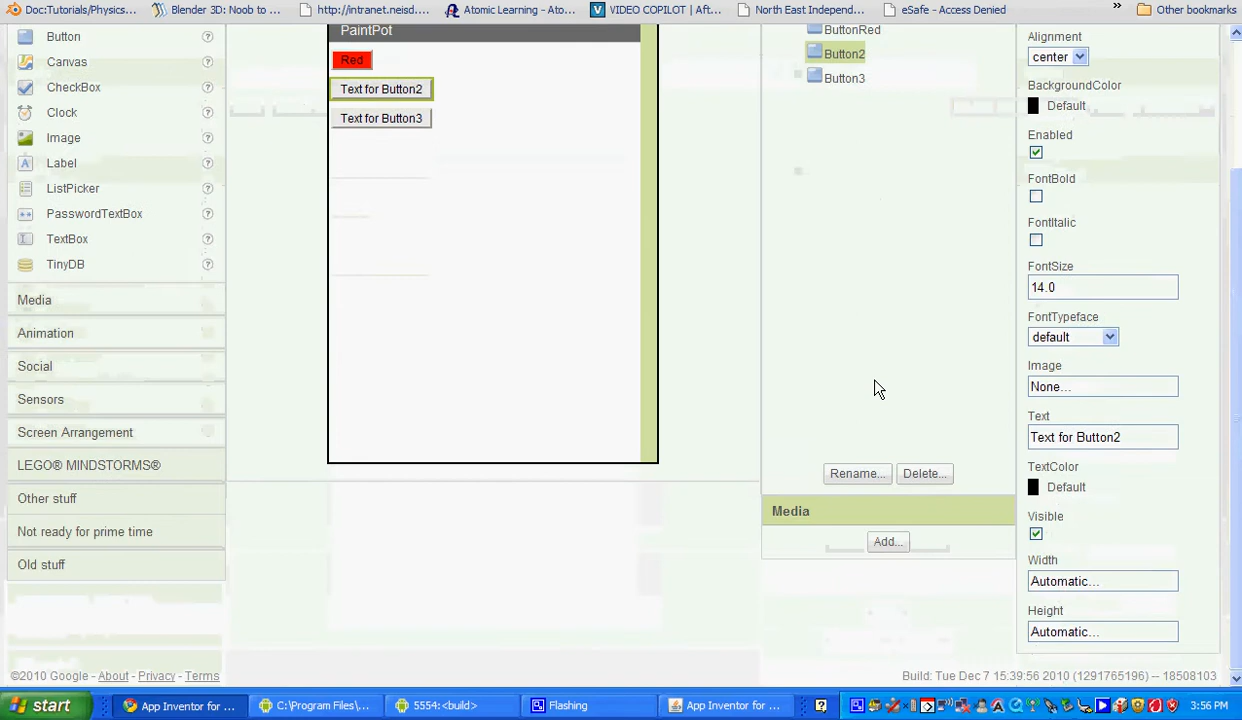 Doc:Tutorials/Physics... Blender 3D: Noob to ... http://intranet.neisd.... Atomic Learning - Ato... VIDEO COPILOT | Aft... North East Independ... eSafe - Access Denied » Other bookmarks
Button ?
Canvas ?
CheckBox ?
Clock ?
Image ?
Label ?
ListPicker ?
PasswordTextBox ?
TextBox ?
TinyDB ?
Media
Animation
Social
Sensors
Screen Arrangement
LEGO® MINDSTORMS®
Other stuff
Not ready for prime time
Old stuff
PaintPot
Red
Text for Button2
Text for Button3
ButtonRed
Button2
Button3
Rename... Delete...
Media
Add...
Alignment
center
BackgroundColor
Default
Enabled
FontBold
FontItalic
FontSize
14.0
FontTypeface
default
Image
None...
Text
Text for Button2
TextColor
Default
Visible
Width
Automatic...
Height
Automatic...
©2010 Google - About - Privacy - Terms
Build: Tue Dec 7 15:39:56 2010 (1291765196) -- 18508103
start App Inventor for ... C:\Program Files\... 5554:<build> Flashing App Inventor for ... ? 3:56 PM